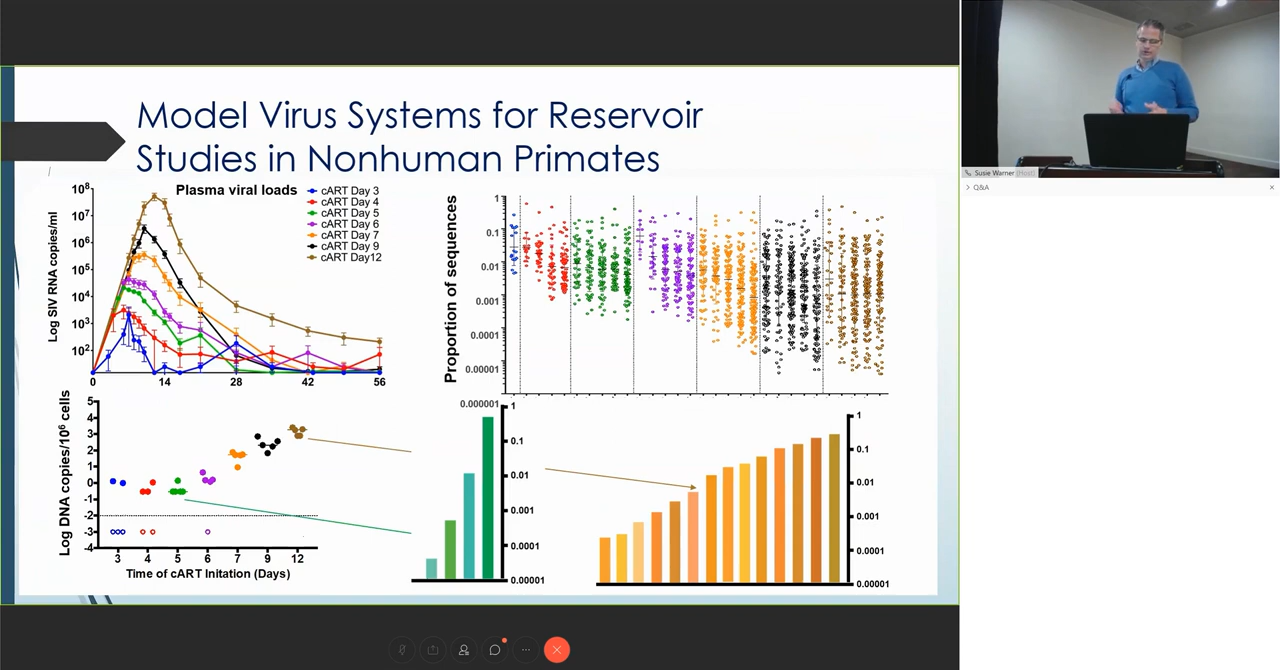 Model Virus Systems for Reservoir
Studies in Nonhuman Primates
Plasma viral loads
cART Day 3
cART Day 4
cART Day 5
cART Day 6
cART Day 7
cART Day 9
cART Day12
Log SIV RNA copies/ml
10⁸
10⁷
10⁶
10⁵
10⁴
10³
10²
0 14 28 42 56
Proportion of sequences
1
0.1
0.01
0.001
0.0001
0.00001
Log DNA copies/10⁶ cells
5
4
3
2
1
0
-1
-2
-3
-4
3 4 5 6 7 9 12
Time of cART Initation (Days)
0.000001
1
0.1
0.01
0.001
0.0001
0.00001
1
0.1
0.01
0.001
0.0001
0.00001
Susie Warner (Host)
Q&A